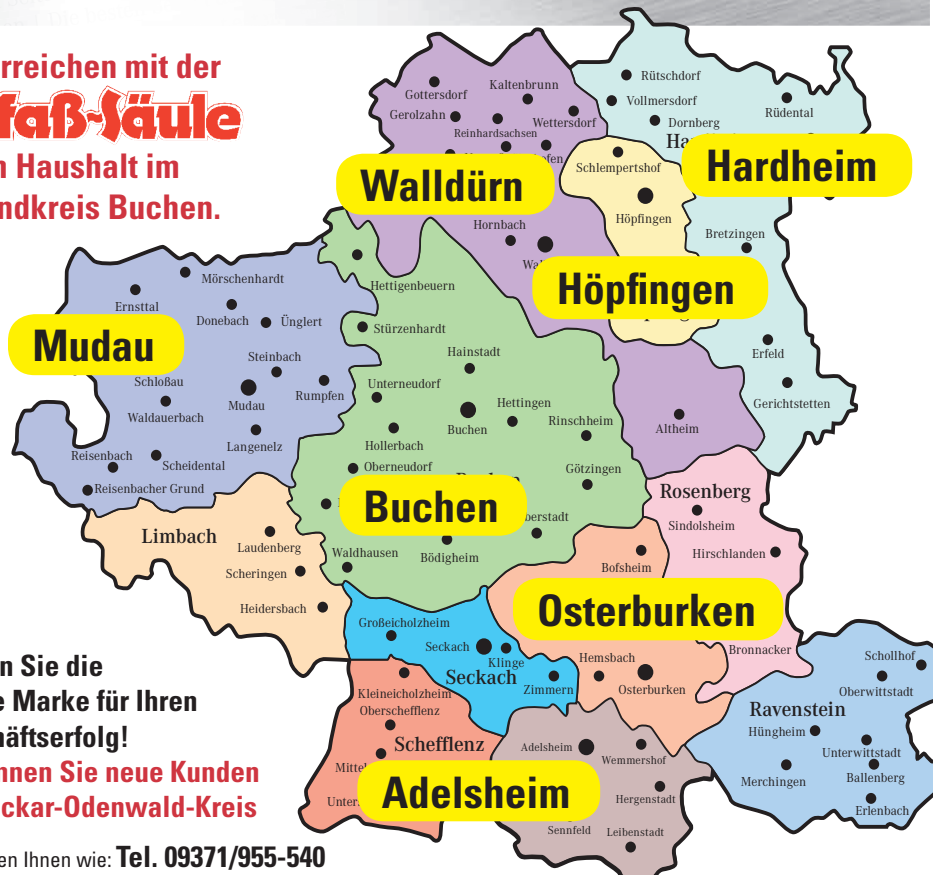 rreichen mit der
faß~Säule
n Haushalt im
ndkreis Buchen.
Kaltenbrunn
Gottersdorf
Gerolzahn
Reinhardsachsen
Wettersdorf
Rütschdorf
Vollmersdorf
Dornberg
Rüdental
Walldürn
Schlempertshof
Hardheim
Höpfingen
Hornbach
Bretzingen
Hettigenbeuern
Höpfingen
Mörschenhardt
Ernsttal
Donebach
Ünglert
Stürzenhardt
Mudau
Steinbach
Hainstadt
Erfeld
Schloßau
Rumpfen
Unterneudorf
Gerichtstetten
Waldauerbach
Mudau
Hettingen
Buchen
Rinschheim
Altheim
Langenelz
Hollerbach
Reisenbach
Scheidental
Oberneudorf
Götzingen
Reisenbacher Grund
Rosenberg
Buchen
berstadt
Sindolsheim
Limbach
Laudenberg
Waldhausen
Bödigheim
Hirschlanden
Scheringen
Bofsheim
Heidersbach
Osterburken
Großeicholzheim
Seckach
Klinge
Bronnacker
Seckach
Zimmern
Hemsbach
Osterburken
Schollhof
Oberwittstadt
Kleineicholzheim
Oberschefflenz
Ravenstein
Hüngheim
Schefflenz
Adelsheim
Wemmershof
Unterwittstadt
Mittel
Merchingen
Ballenberg
Unters
Adelsheim
Hergenstadt
Erlenbach
Sennfeld
Leibenstadt
n Sie die
e Marke für Ihren
häftserfolg!
nnen Sie neue Kunden
eckar-Odenwald-Kreis
en Ihnen wie: Tel. 09371/955-540